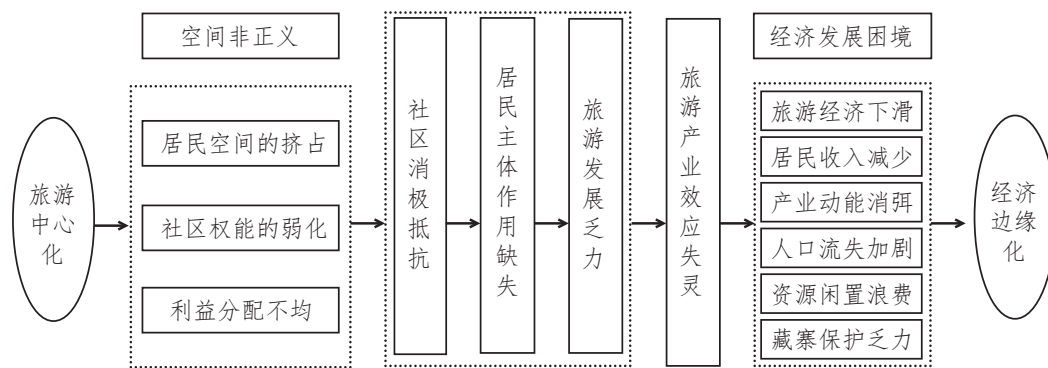 空间非正义
经济发展困境
旅游
中心
化
居民空间的挤占
社区权能的弱化
利益分配不均
社区消极抵抗
居民主体作用缺失
旅游发展乏力
旅游产业效应失灵
旅游经济下滑
居民收入减少
产业动能消弭
人口流失加剧
资源闲置浪费
藏寨保护乏力
经济
边缘
化